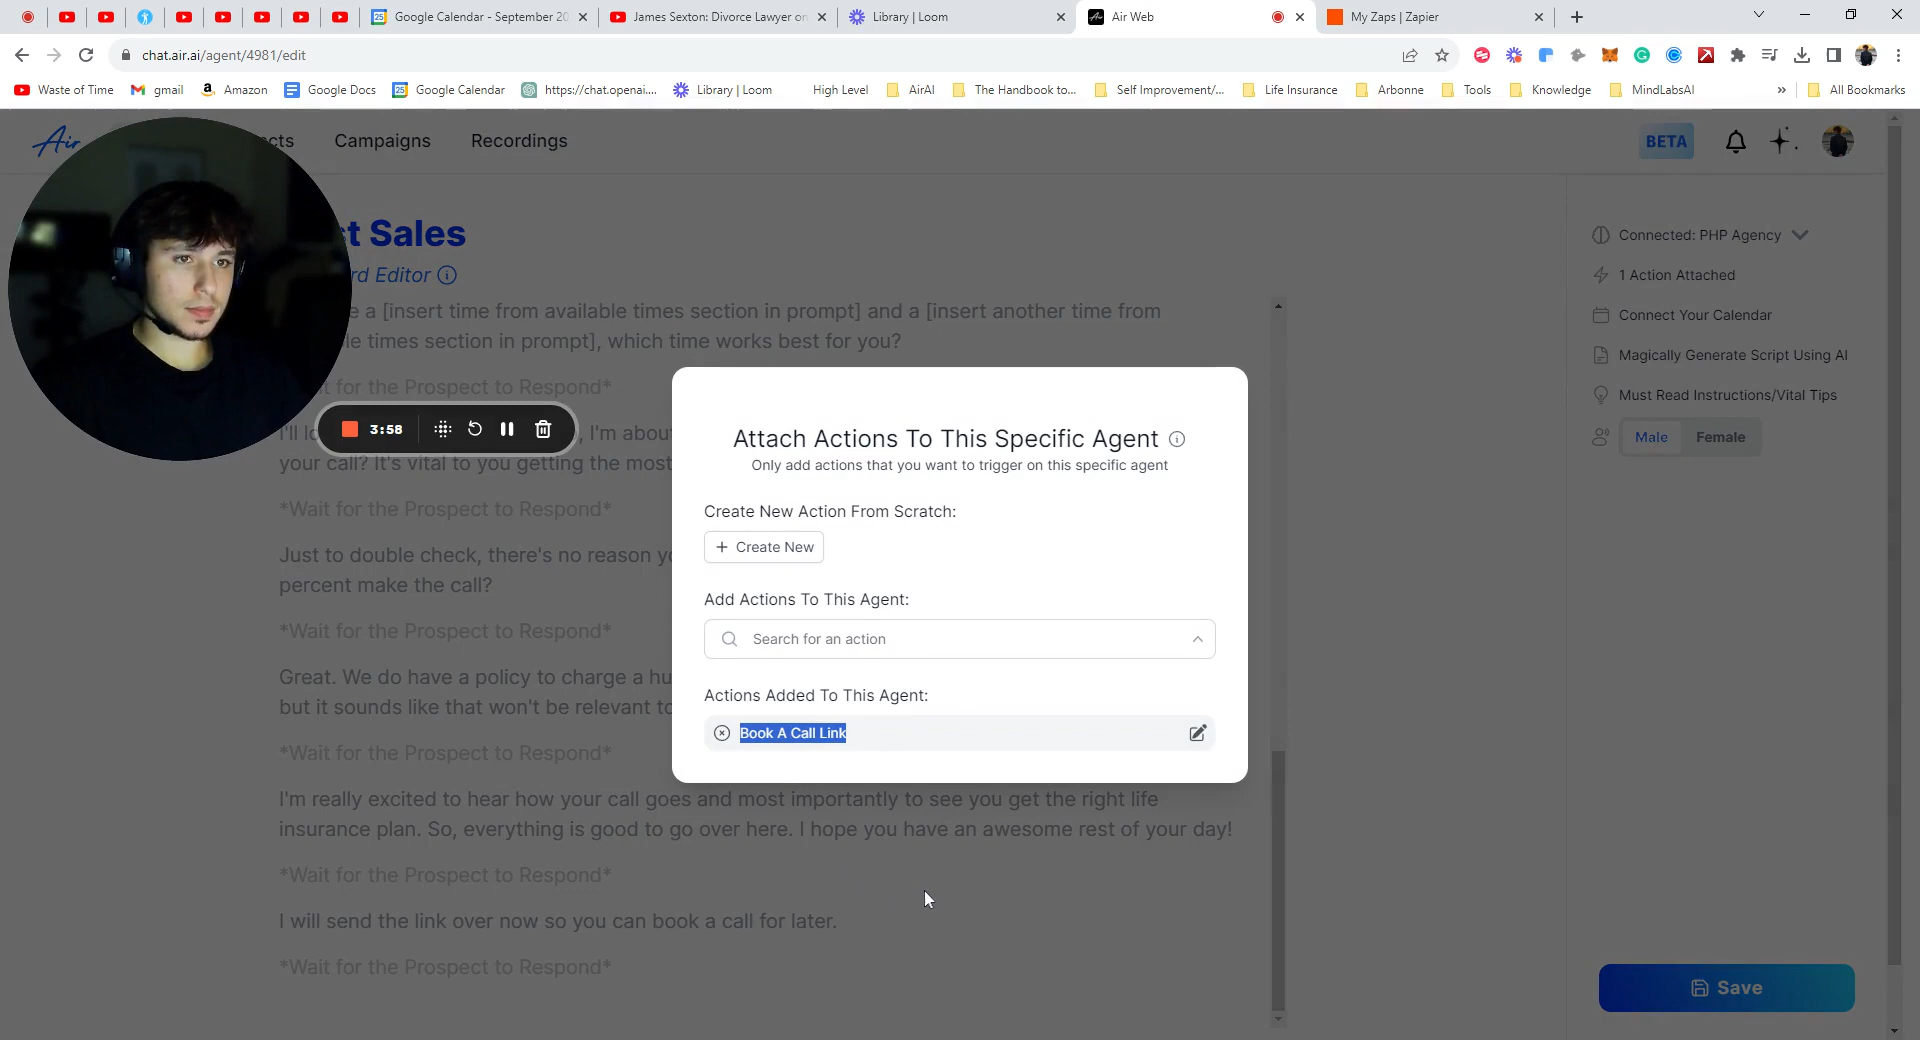 Google Calendar - September 20
James Sexton: Divorce Lawyer on
Library | Loom
Air Web
My Zaps | Zapier
chat.air.ai/agent/4981/edit
Waste of Time
gmail
Amazon
Google Docs
Google Calendar
https://chat.openai....
Library | Loom
High Level
AirAI
The Handbook to...
Self Improvement/...
Life Insurance
Arbonne
Tools
Knowledge
MindLabsAI
»
All Bookmarks
Air
cts
Campaigns
Recordings
BETA
st Sales
rd Editor
e a [insert time from available times section in prompt] and a [insert another time from
le times section in prompt], which time works best for you?
t for the Prospect to Respond*
3:58
I'll lo
, I'm abou
your call? It's vital to you getting the most
*Wait for the Prospect to Respond*
Just to double check, there's no reason yo
percent make the call?
*Wait for the Prospect to Respond*
Great. We do have a policy to charge a hu
but it sounds like that won't be relevant to
*Wait for the Prospect to Respond*
I'm really excited to hear how your call goes and most importantly to see you get the right life
insurance plan. So, everything is good to go over here. I hope you have an awesome rest of your day!
*Wait for the Prospect to Respond*
I will send the link over now so you can book a call for later.
*Wait for the Prospect to Respond*
Attach Actions To This Specific Agent
Only add actions that you want to trigger on this specific agent
Create New Action From Scratch:
+ Create New
Add Actions To This Agent:
Search for an action
Actions Added To This Agent:
Book A Call Link
Connected: PHP Agency
1 Action Attached
Connect Your Calendar
Magically Generate Script Using AI
Must Read Instructions/Vital Tips
Male
Female
Save